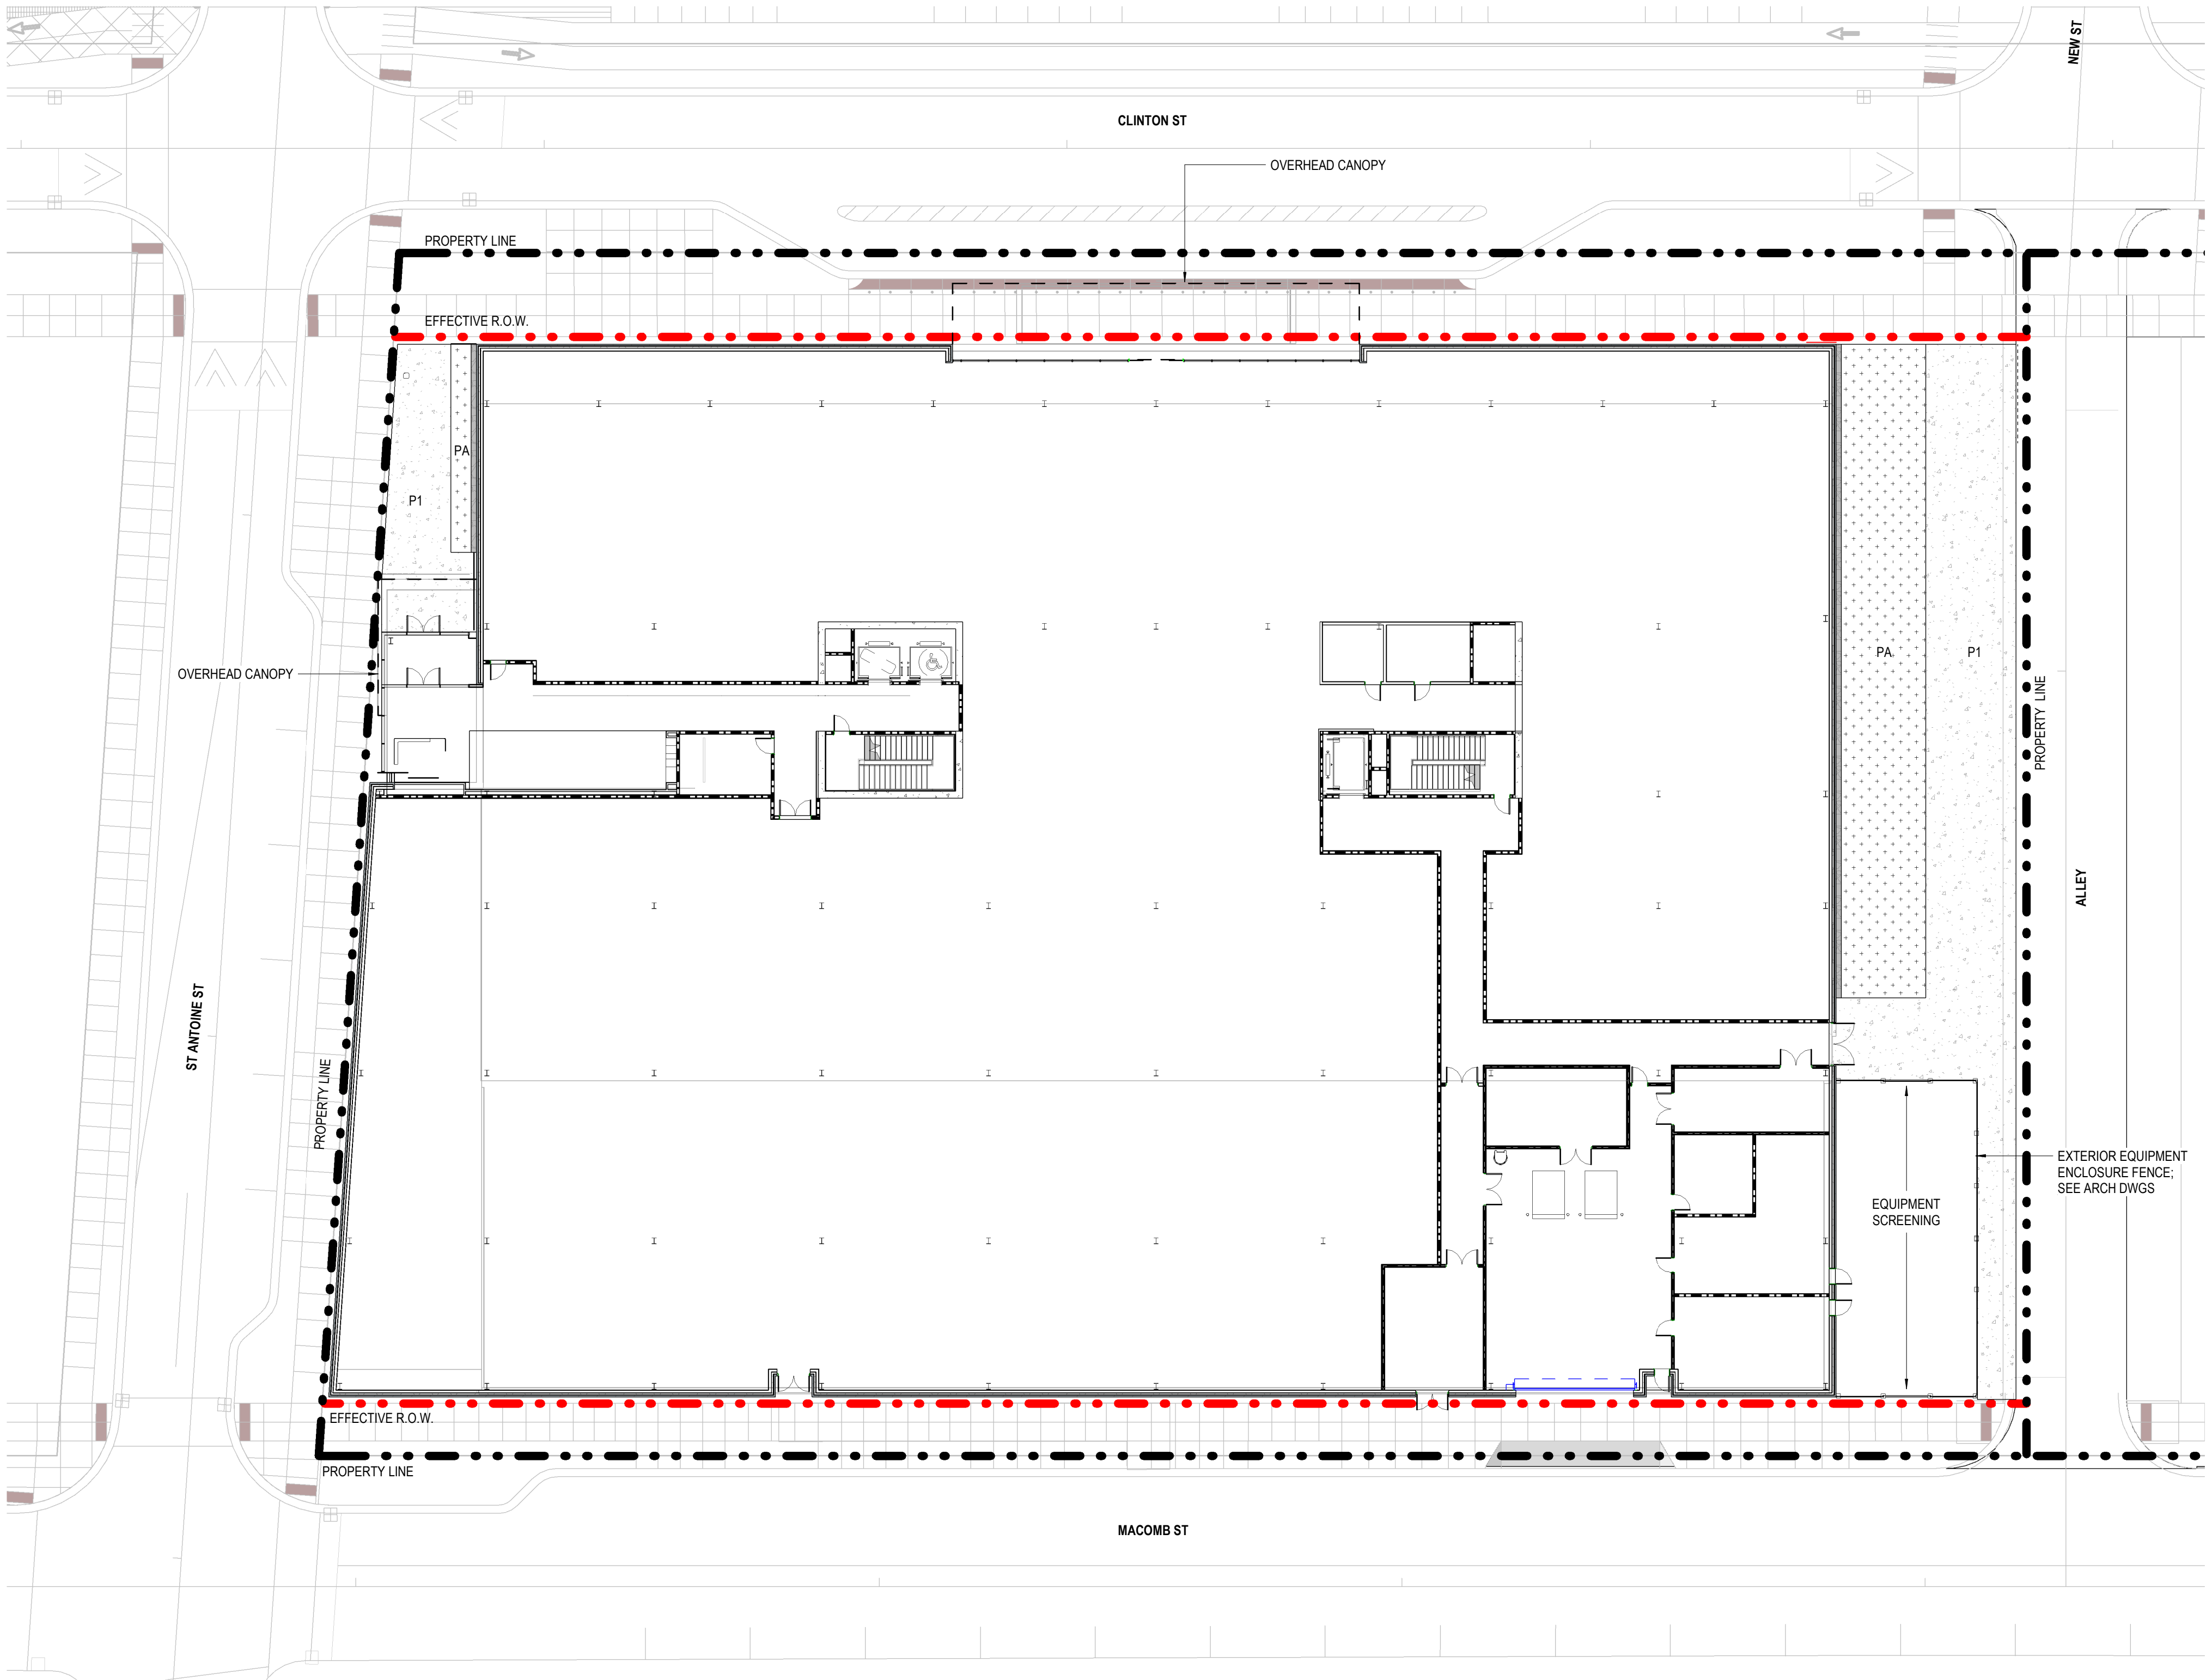 NEW ST
CLINTON ST
OVERHEAD CANOPY
PROPERTY LINE
EFFECTIVE R.O.W.
PA
P1
OVERHEAD CANOPY
PA
P1
PROPERTY LINE
ALLEY
ST ANTOINE ST
PROPERTY LINE
EXTERIOR EQUIPMENT
ENCLOSURE FENCE;
SEE ARCH DWGS
EQUIPMENT
SCREENING
EFFECTIVE R.O.W.
PROPERTY LINE
MACOMB ST